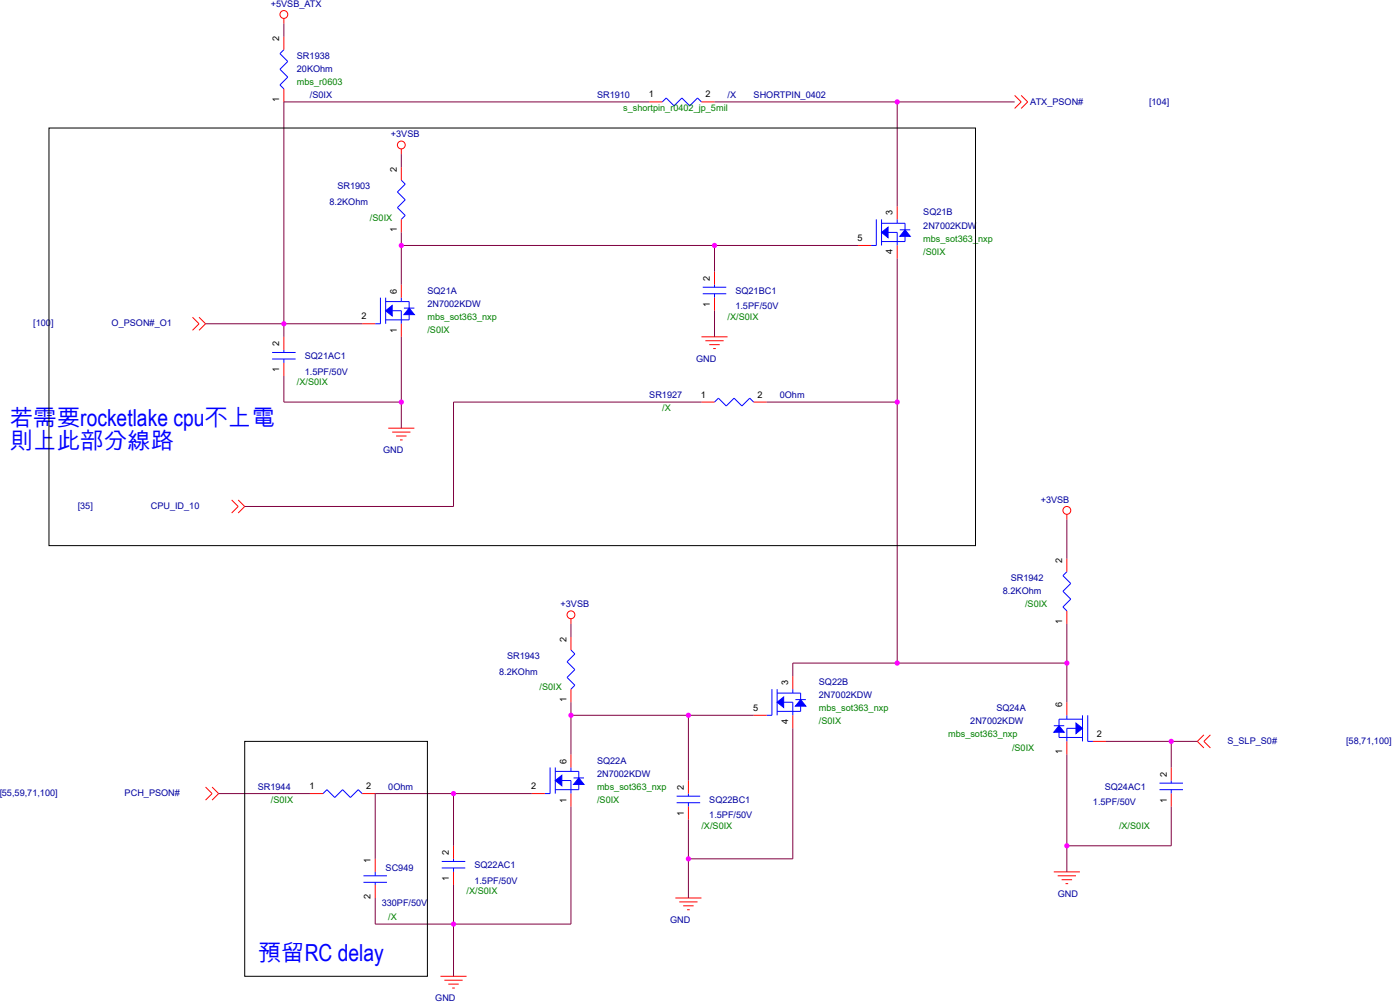 +5VSB_ATX
2
SR1938
20KOhm
mbs_r0603
1
/S0IX
SR1910
1
2
/X
SHORTPIN_0402
s_shortpin_r0402_jp_5mil
ATX_PSON#
[104]
+3VSB
2
SR1903
8.2KOhm
/S0IX
1
SQ21B
2N7002KDW
mbs_sot363_nxp
/S0IX
3
5
4
6
SQ21A
2N7002KDW
mbs_sot363_nxp
/S0IX
2
1
2
SQ21BC1
1.5PF/50V
1
/X/S0IX
GND
[100]
O_PSON#_O1
2
SQ21AC1
1.5PF/50V
1
/X/S0IX
GND
SR1927
1
2
0Ohm
/X
若需要rocketlake cpu不上電
則上此部分線路
[35]
CPU_ID_10
+3VSB
2
SR1942
8.2KOhm
/S0IX
1
+3VSB
2
SR1943
8.2KOhm
/S0IX
1
3
SQ22B
2N7002KDW
mbs_sot363_nxp
/S0IX
5
4
6
SQ24A
2N7002KDW
mbs_sot363_nxp
/S0IX
2
1
S_SLP_S0#
[58,71,100]
[55,59,71,100]
PCH_PSON#
SR1944
1
2
0Ohm
/S0IX
6
SQ22A
2N7002KDW
mbs_sot363_nxp
/S0IX
2
1
2
SQ22BC1
1.5PF/50V
1
/X/S0IX
GND
2
SQ24AC1
1.5PF/50V
1
/X/S0IX
GND
1
SC949
2
330PF/50V
/X
2
SQ22AC1
1.5PF/50V
1
/X/S0IX
預留RC delay
GND